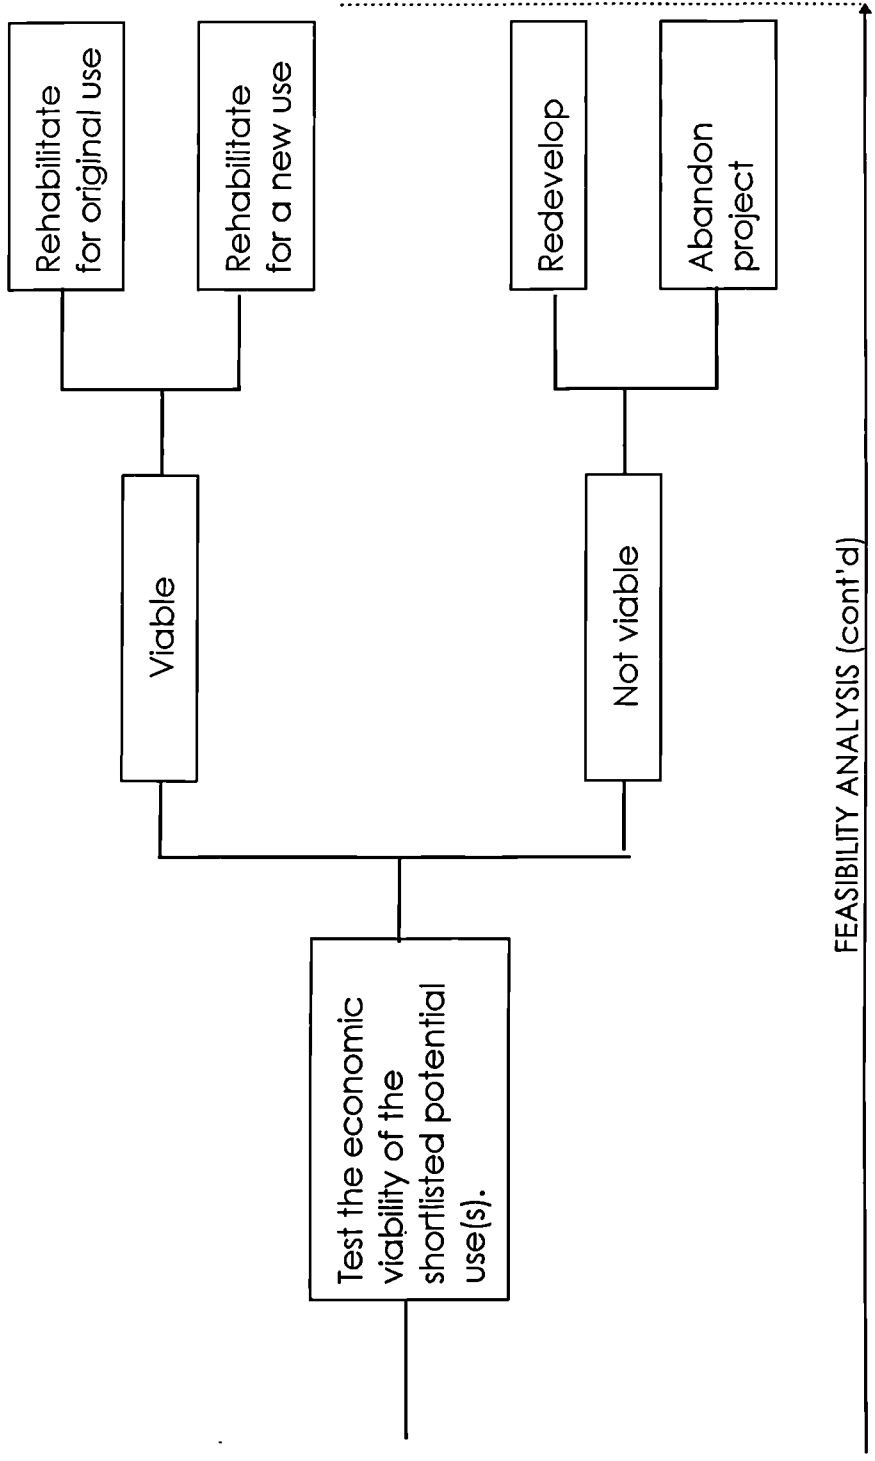 Test the economic
viability of the
shortlisted potential
use(s).
Viable
Not viable
Rehabilitate
for original use
Rehabilitate
for a new use
Redevelop
Abandon
project
FEASIBILITY ANALYSIS (cont'd)